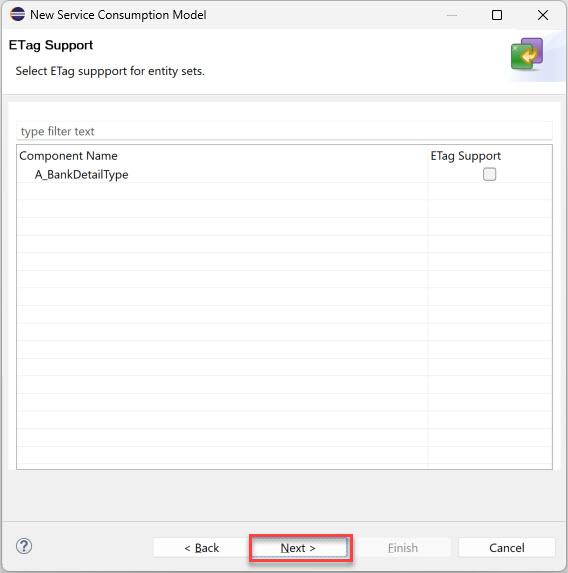 New Service Consumption Model
ETag Support
Select ETag suppport for entity sets.
type filter text
Component Name ETag Support
A_BankDetailType
? < Back Next > Finish Cancel